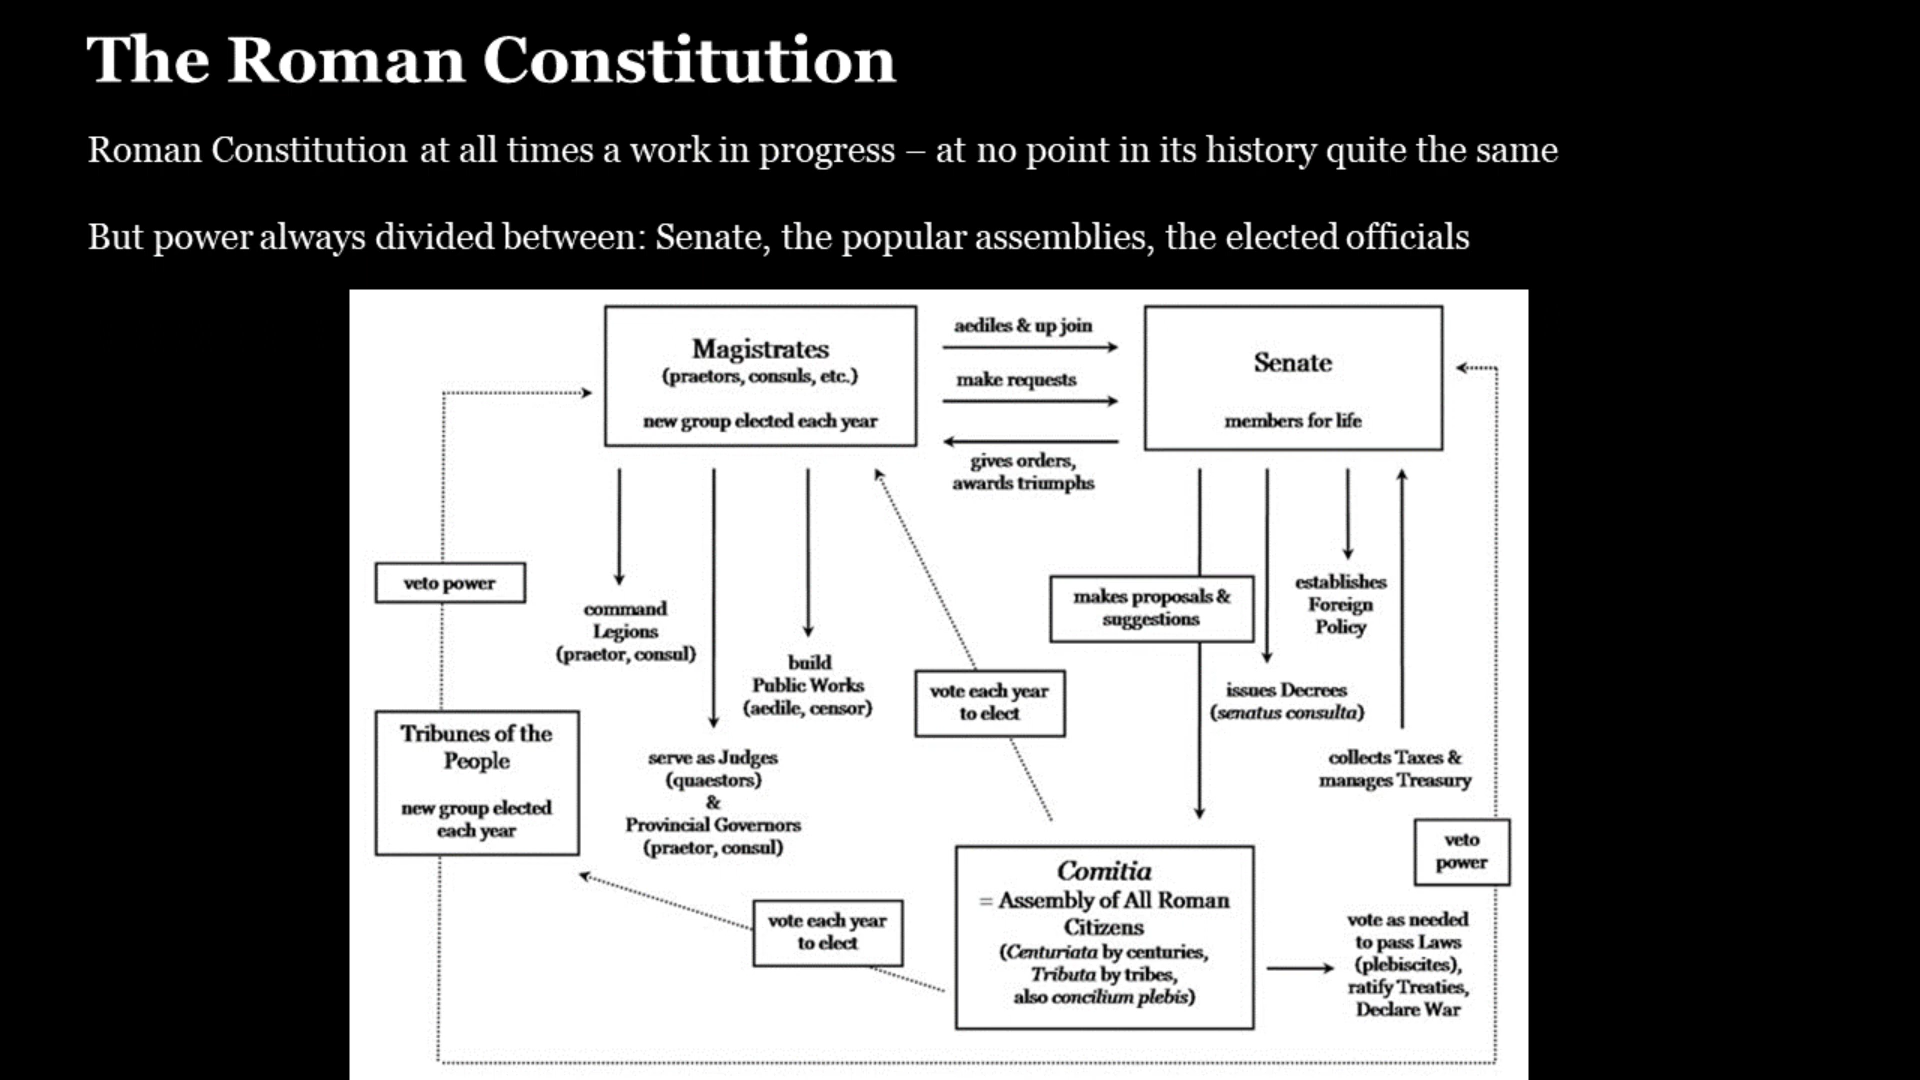 The Roman Constitution
Roman Constitution at all times a work in progress – at no point in its history quite the same
But power always divided between: Senate, the popular assemblies, the elected officials
Magistrates
(praetors, consuls, etc.)
new group elected each year
aediles & up join
make requests
gives orders,
awards triumphs
Senate
members for life
veto power
command
Legions
(praetor, consul)
build
Public Works
(aedile, censor)
serve as Judges
(quaestors)
&
Provincial Governors
(praetor, consul)
vote each year
to elect
makes proposals &
suggestions
establishes
Foreign
Policy
issues Decrees
(senatus consulta)
collects Taxes &
manages Treasury
Tribunes of the
People
new group elected
each year
vote each year
to elect
Comitia
= Assembly of All Roman
Citizens
(Centuriata by centuries,
Tributa by tribes,
also concilium plebis)
veto
power
vote as needed
to pass Laws
(plebiscites),
ratify Treaties,
Declare War